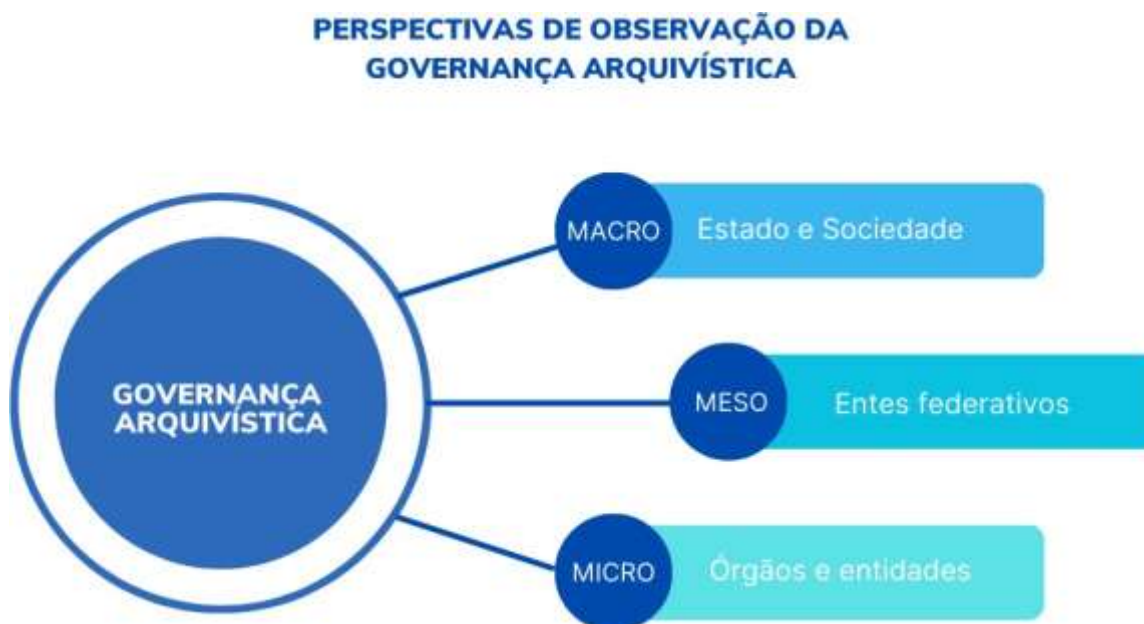 PERSPECTIVAS DE OBSERVAÇÃO DA
GOVERNANÇA ARQUIVÍSTICA
GOVERNANÇA
ARQUIVÍSTICA
MACRO
Estado e Sociedade
MESO
Entes federativos
MICRO
Órgãos e entidades